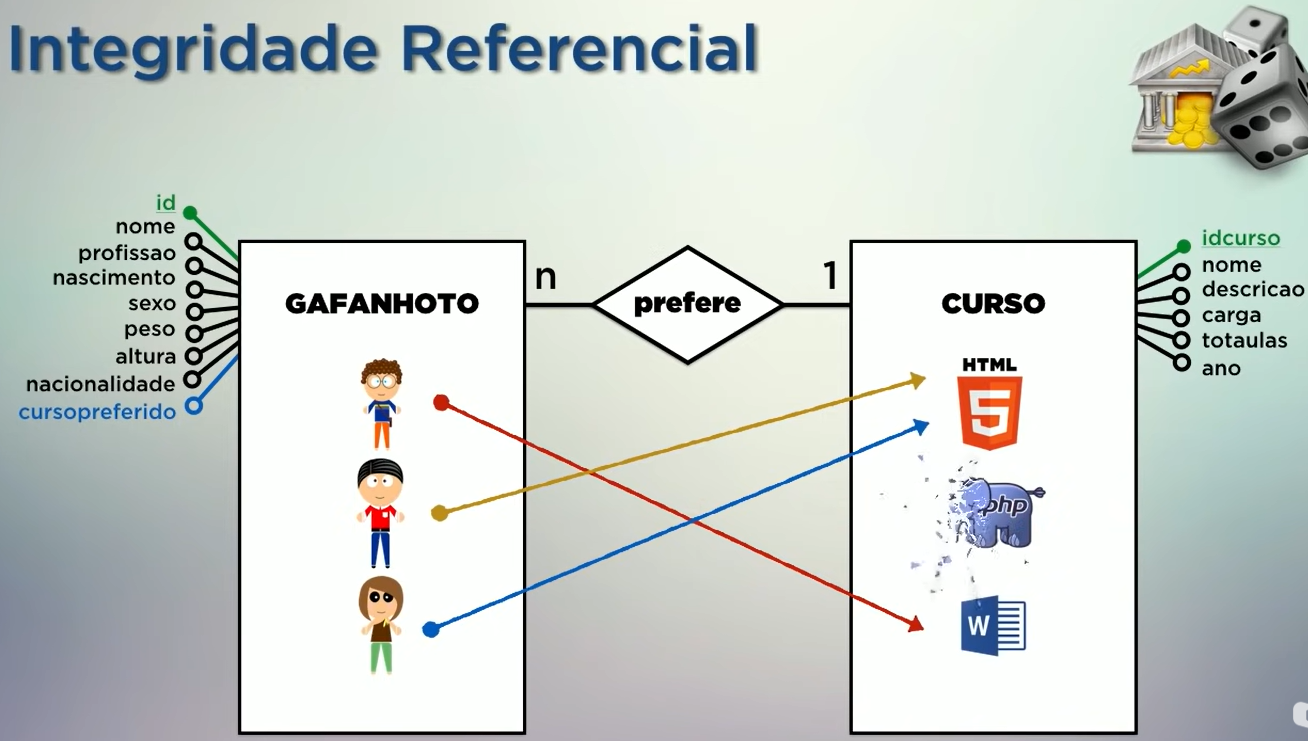 Integridade Referencial
id
nome
profissao
nascimento
sexo
peso
altura
nacionalidade
cursopreferido
GAFANHOTO
n
prefere
1
CURSO
HTML
5
php
W
idcurso
nome
descricao
carga
totaulas
ano